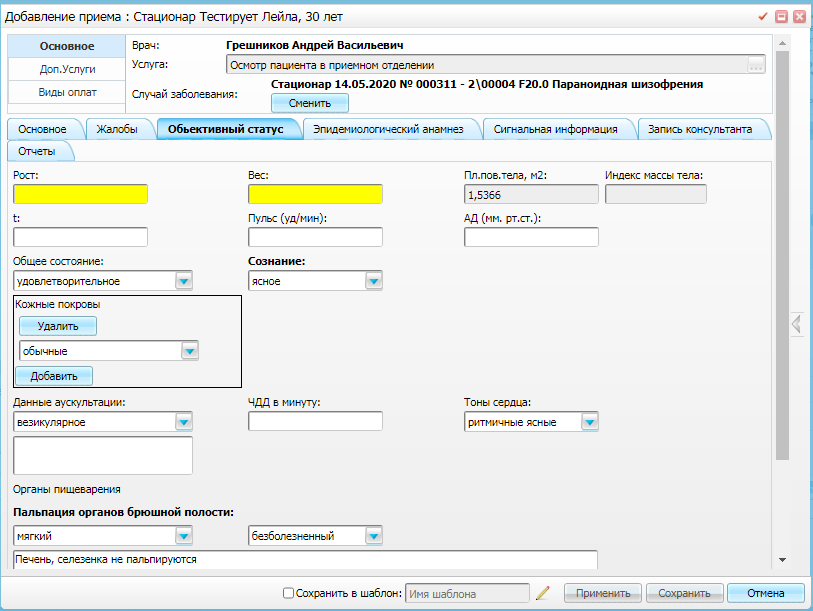 Добавление приема : Стационар Тестирует Лейла, 30 лет
Основное
Доп.Услуги
Виды оплат
Врач: Грешников Андрей Васильевич
Услуга: Осмотр пациента в приемном отделении ...
Случай заболевания: Стационар 14.05.2020 № 000311 - 2\00004 F20.0 Параноидная шизофрения
Сменить
Основное Жалобы Обьективный статус Эпидемиологический анамнез Сигнальная информация Запись консультанта
Отчеты
Рост: Вес: Пл.пов.тела, м2: Индекс массы тела:
1,5366
t: Пульс (уд/мин): АД (мм. рт.ст.):
Общее состояние: Сознание:
удовлетворительное ясное
Кожные покровы
Удалить
обычные
Добавить
Данные аускультации: ЧДД в минуту: Тоны сердца:
везикулярное ритмичные ясные
Органы пищеварения
Пальпация органов брюшной полости:
мягкий безболезненный
Печень, селезенка не пальпируются
Сохранить в шаблон: Имя шаблона Применить Сохранить Отмена